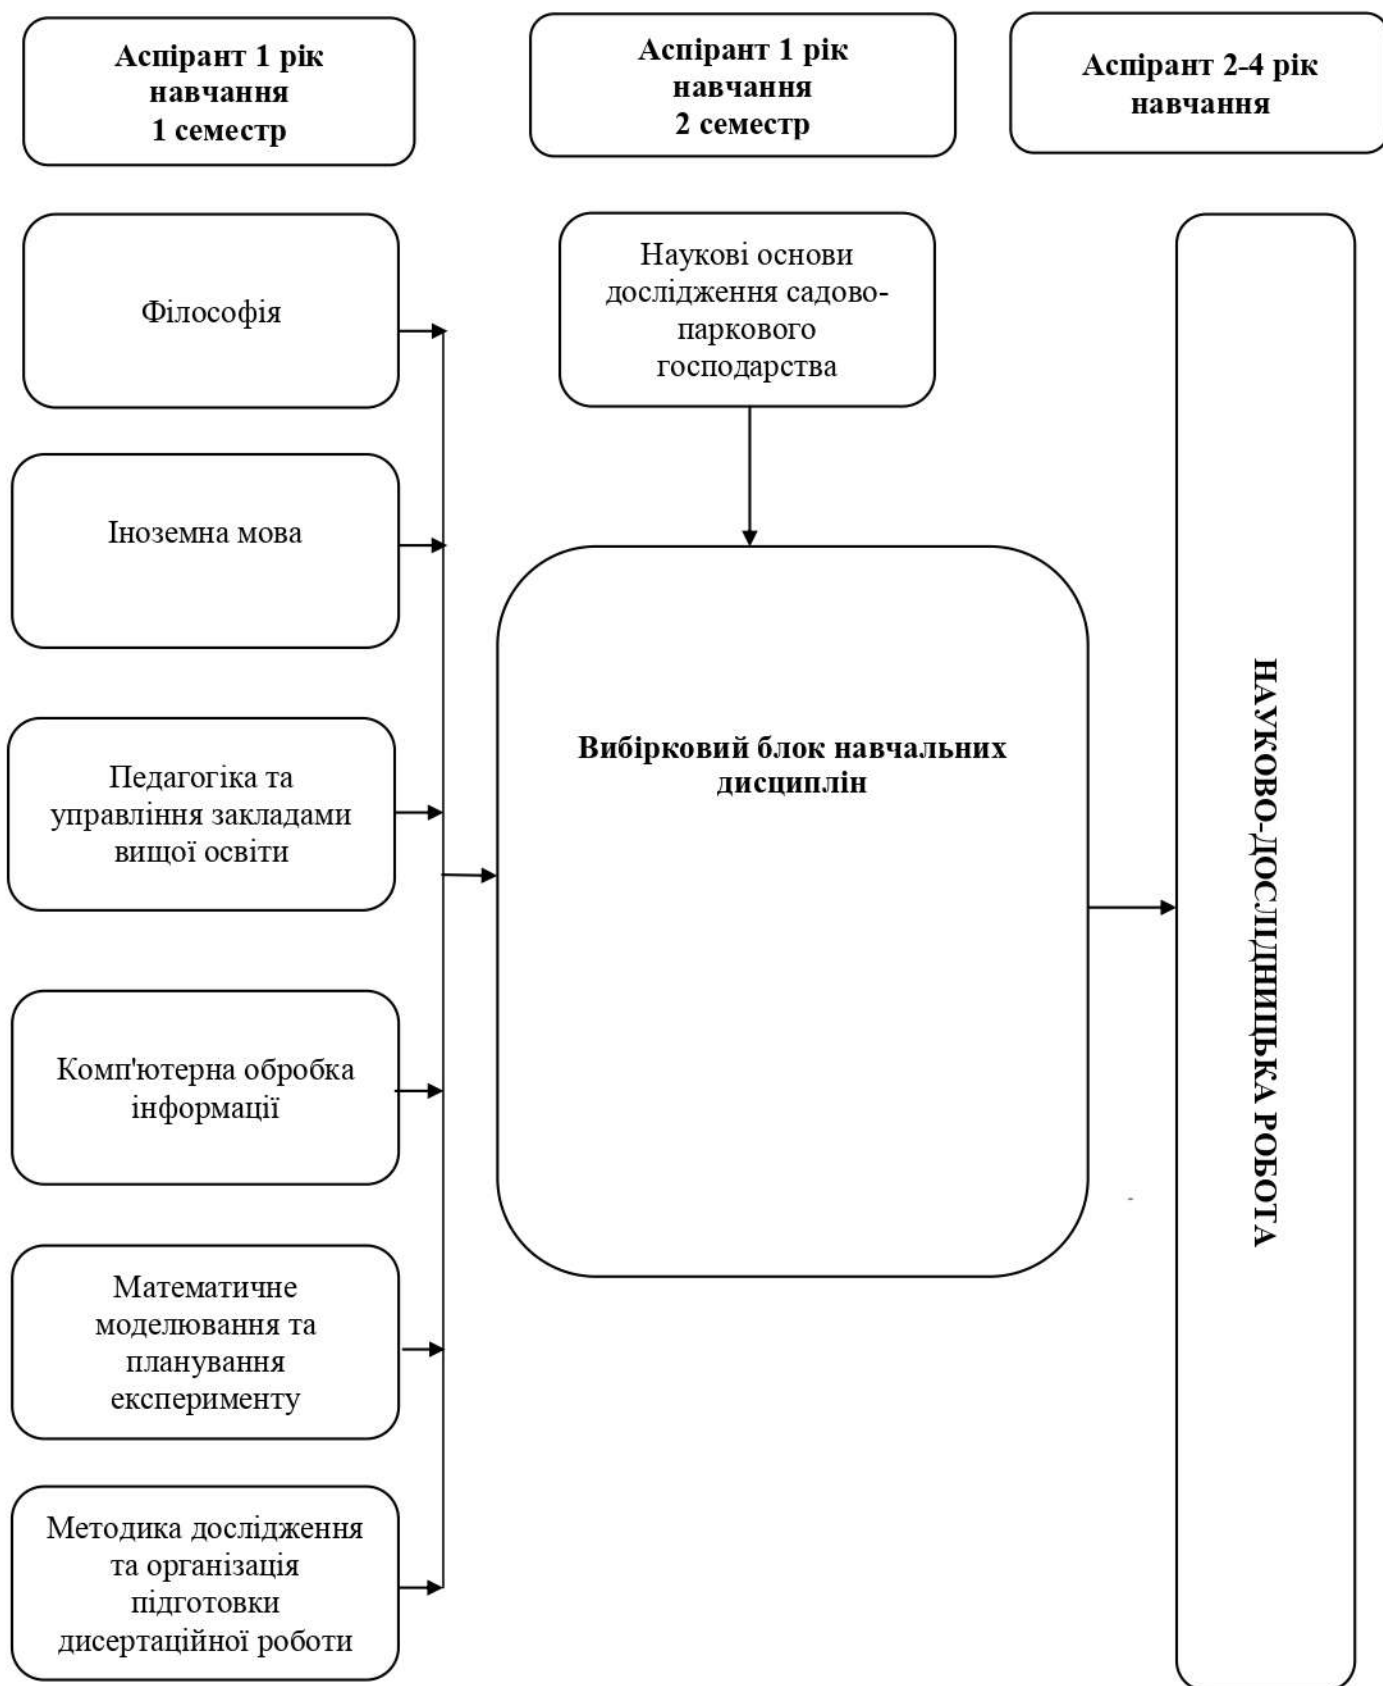 Аспірант 1 рік
навчання
1 семестр
Аспірант 1 рік
навчання
2 семестр
Аспірант 2-4 рік
навчання
Філософія
Іноземна мова
Педагогіка та
управління закладами
вищої освіти
Комп'ютерна обробка
інформації
Математичне
моделювання та
планування
експерименту
Методика дослідження
та організація
підготовки
дисертаційної роботи
Наукові основи
дослідження садово-
паркового
господарства
Вибірковий блок навчальних
дисциплін
НАУКОВО-ДОСЛІДНИЦЬКА РОБОТА